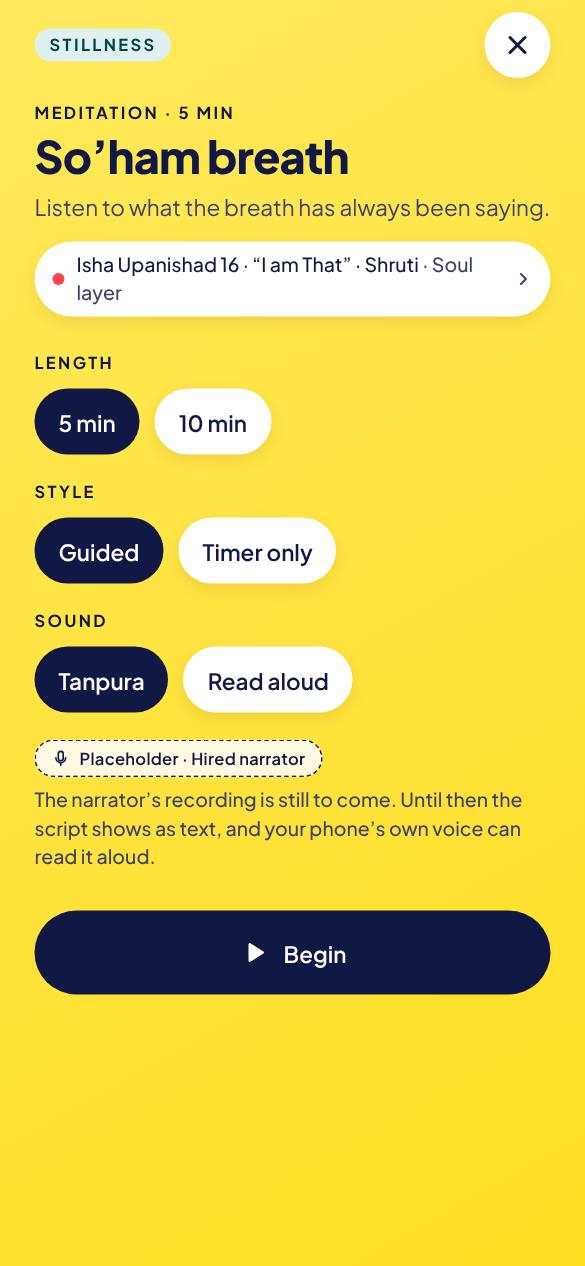 STILLNESS
MEDITATION · 5 MIN
So’ham breath
Listen to what the breath has always been saying.
Isha Upanishad 16 · “I am That” · Shruti · Soul
layer
LENGTH
5 min
10 min
STYLE
Guided
Timer only
SOUND
Tanpura
Read aloud
Placeholder · Hired narrator
The narrator’s recording is still to come. Until then the
script shows as text, and your phone’s own voice can
read it aloud.
Begin